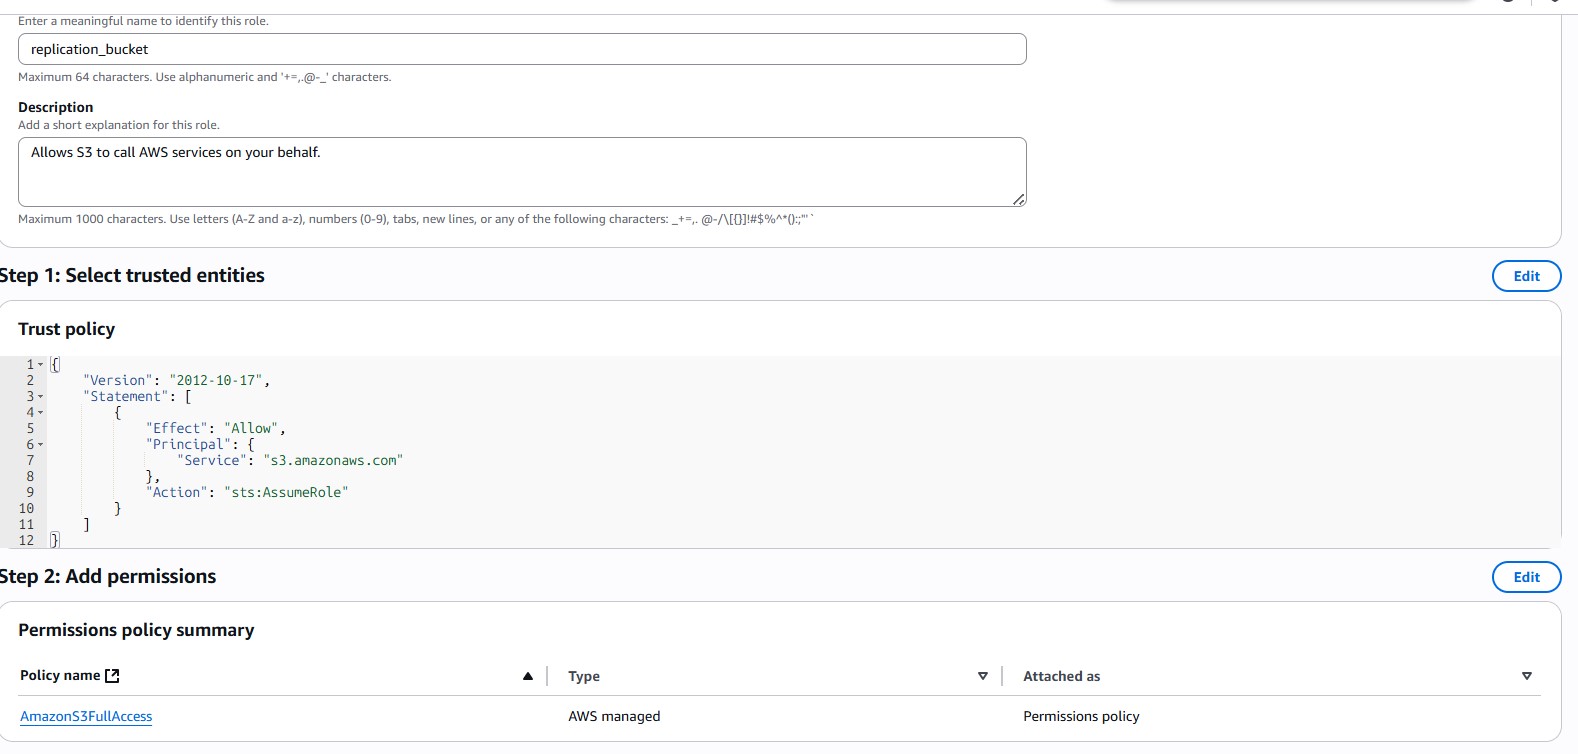 Enter a meaningful name to identify this role.
replication_bucket
Maximum 64 characters. Use alphanumeric and '+=,.@-_' characters.
Description
Add a short explanation for this role.
Allows S3 to call AWS services on your behalf.
Maximum 1000 characters. Use letters (A-Z and a-z), numbers (0-9), tabs, new lines, or any of the following characters: _+=,. @-/\[{}]!#$%^*();:"'`
Step 1: Select trusted entities
Edit
Trust policy
1 {
2 "Version": "2012-10-17",
3 "Statement": [
4 {
5 "Effect": "Allow",
6 "Principal": {
7 "Service": "s3.amazonaws.com"
8 },
9 "Action": "sts:AssumeRole"
10 }
11 ]
12 }
Step 2: Add permissions
Edit
Permissions policy summary
Policy name Type Attached as
AmazonS3FullAccess AWS managed Permissions policy